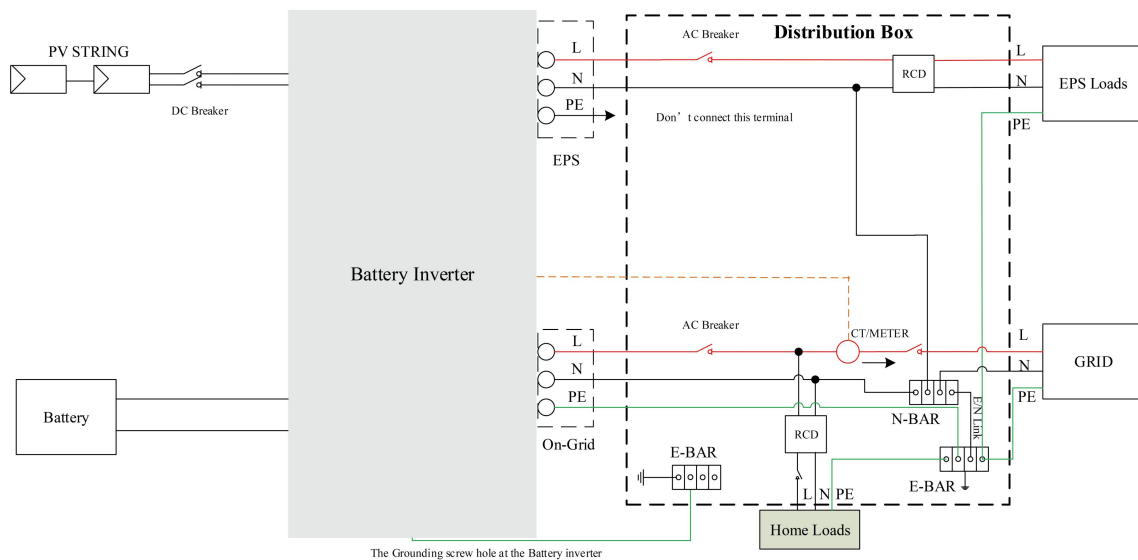 PV STRING
DC Breaker
Battery Inverter
Battery
L
N
PE
EPS
AC Breaker
Distribution Box
RCD
Don’t connect this terminal
L
N
PE
EPS Loads
L
N
PE
On-Grid
AC Breaker
CT/METER
L
N
PE
GRID
N-BAR
E/N Link
E-BAR
RCD
E-BAR
L N PE
Home Loads
The Grounding screw hole at the Battery inverter